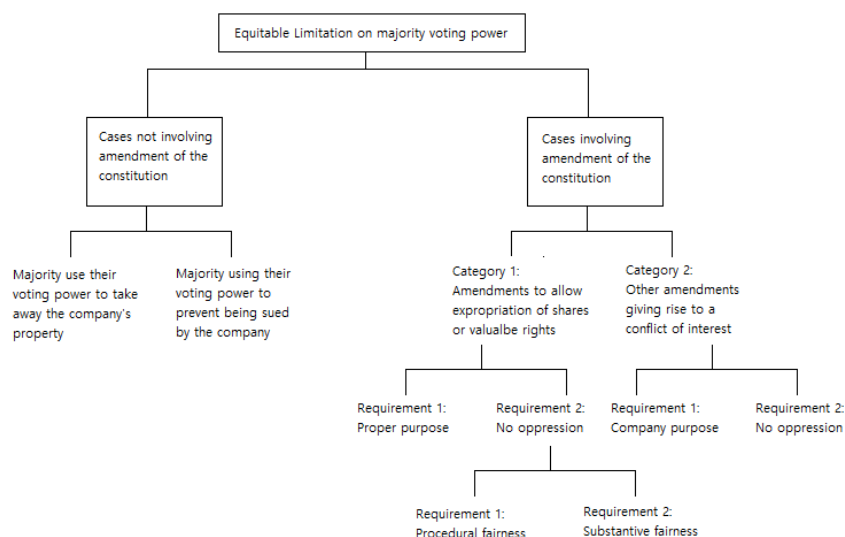 Equitable Limitation on majority voting power
Cases not involving
amendment of the
constitution
Cases involving
amendment of the
constitution
Majority use their
voting power to take
away the company's
property
Majority using their
voting power to
prevent being sued
by the company
Category 1:
Amendments to allow
expropriation of shares
or valualbe rights
Category 2:
Other amendments
giving rise to a
conflict of interest
Requirement 1:
Proper purpose
Requirement 2:
No oppression
Requirement 1:
Company purpose
Requirement 2:
No oppression
Requirement 1:
Procedural fairness
Requirement 2:
Substantive fairness